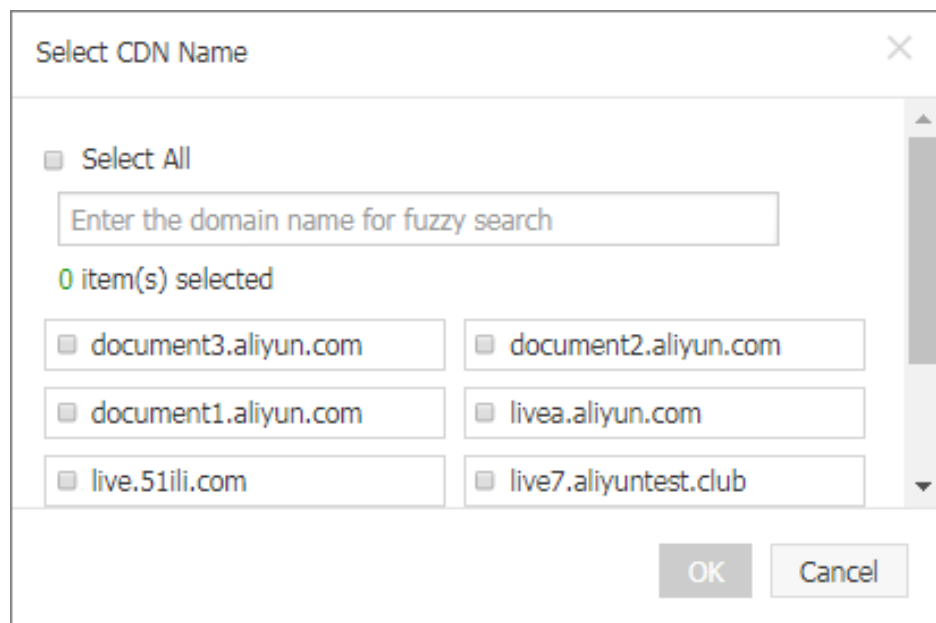 Select CDN Name
Select All
Enter the domain name for fuzzy search
0 item(s) selected
document3.aliyun.com
document2.aliyun.com
document1.aliyun.com
livea.aliyun.com
live.51ili.com
live7.aliyuntest.club
OK
Cancel